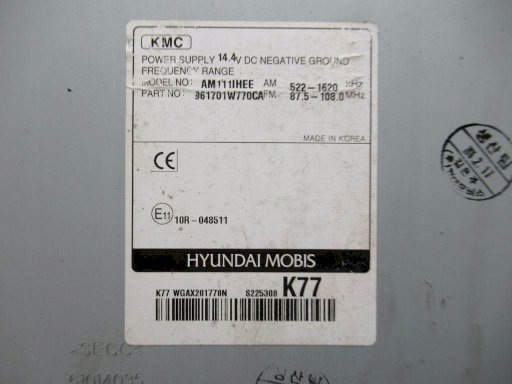 KMC
POWER SUPPLY 14.4V DC NEGATIVE GROUND
FREQUENCY RANGE
MODEL NO: AM111IHEE AM 522-1620 KHz
PART NO: 961701W770CA FM 87.5-108.0 MHz
MADE IN KOREA
CE
E11 10R-048511
HYUNDAI MOBIS
K77 WGAX201778N S225308 K77
>SECC<
61014035